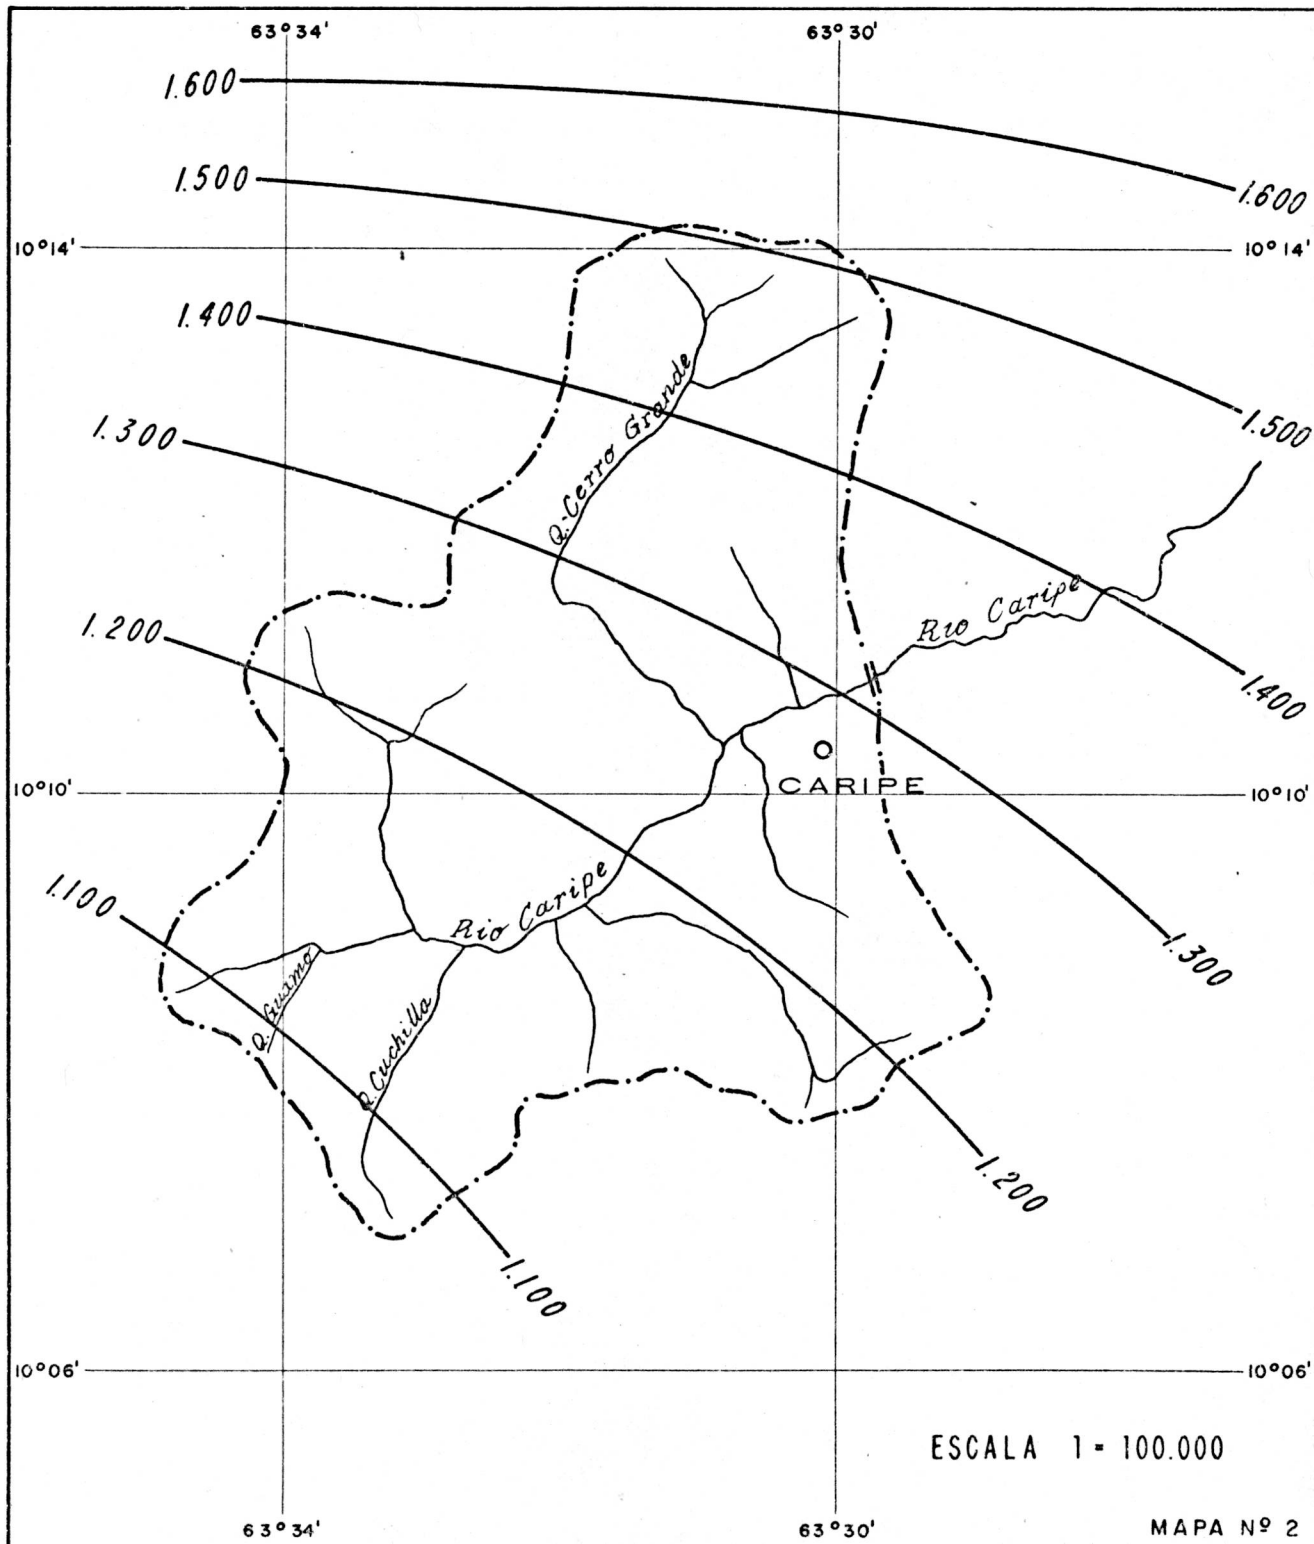 63°34'
63°30'
1.600
1.600
1.500
10°14'
10°14'
1.400
1.500
1.300
Q. Cerro Grande
1.200
Rio Caripe
1.400
CARIPE
10°10'
10°10'
1.100
Rio Caripe
1.300
Q. Guamo
Q. Cuchilla
1.200
1.100
10°06'
10°06'
ESCALA 1 = 100.000
63°34'
63°30'
MAPA Nº 2